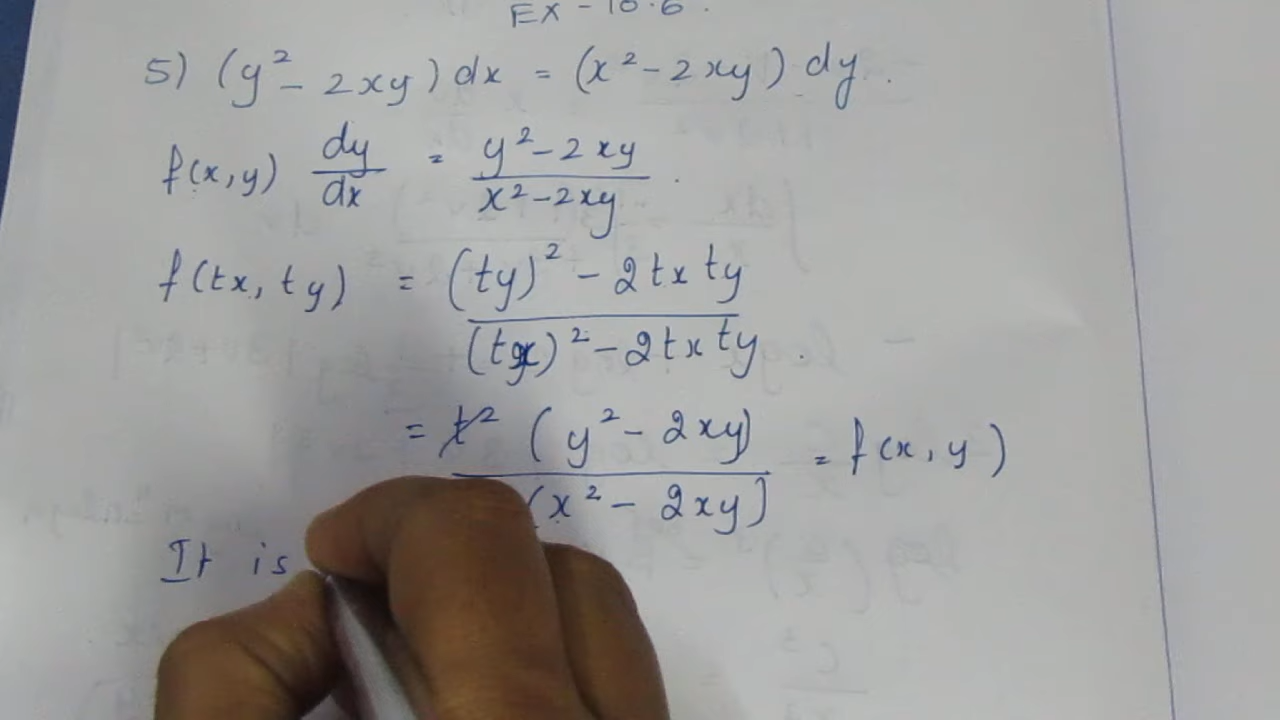 EX - 10.6.
5) (y² - 2xy) dx = (x² - 2xy) dy.
f(x,y) dy/dx = y² - 2xy / x² - 2xy.
f(tx, ty) = (ty)² - 2tx ty / (tx)² - 2tx ty.
= t² (y² - 2xy) / (x² - 2xy) = f(x, y)
It is